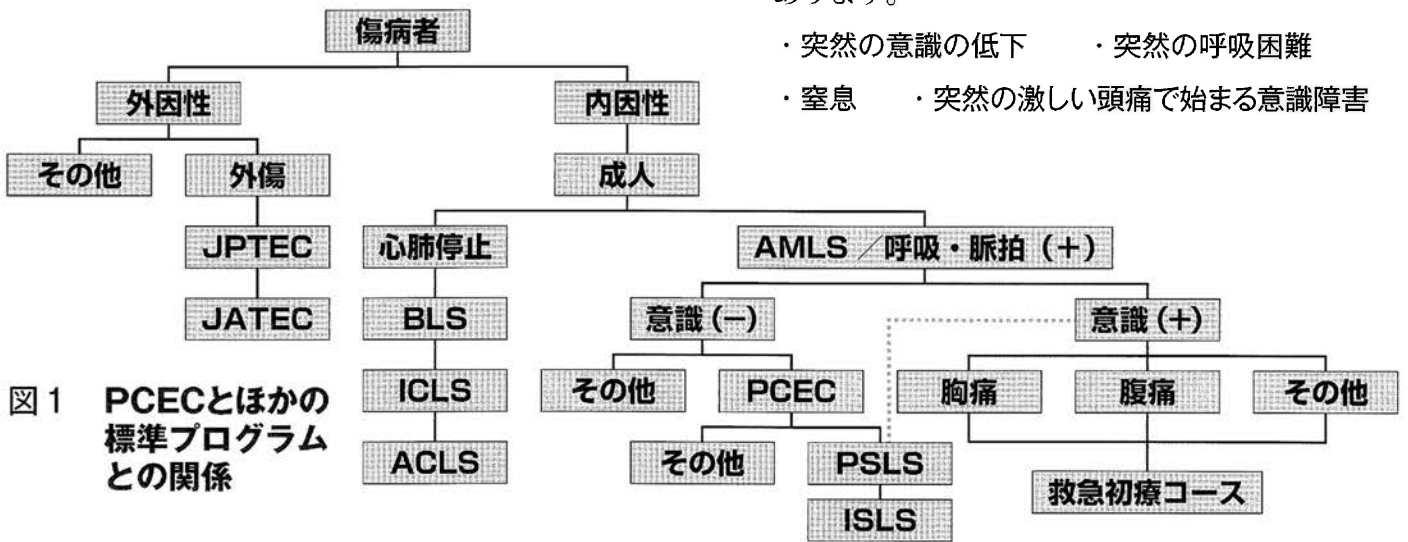 あります。
・突然の意識の低下　・突然の呼吸困難
・窒息　・突然の激しい頭痛で始まる意識障害
傷病者
外因性
内因性
その他
外傷
成人
JPTEC
心肺停止
AMLS／呼吸・脈拍（＋）
JATEC
BLS
意識（－）
意識（＋）
ICLS
その他
PCEC
胸痛
腹痛
その他
ACLS
その他
PSLS
救急初療コース
ISLS
図1　PCECとほかの
標準プログラム
との関係